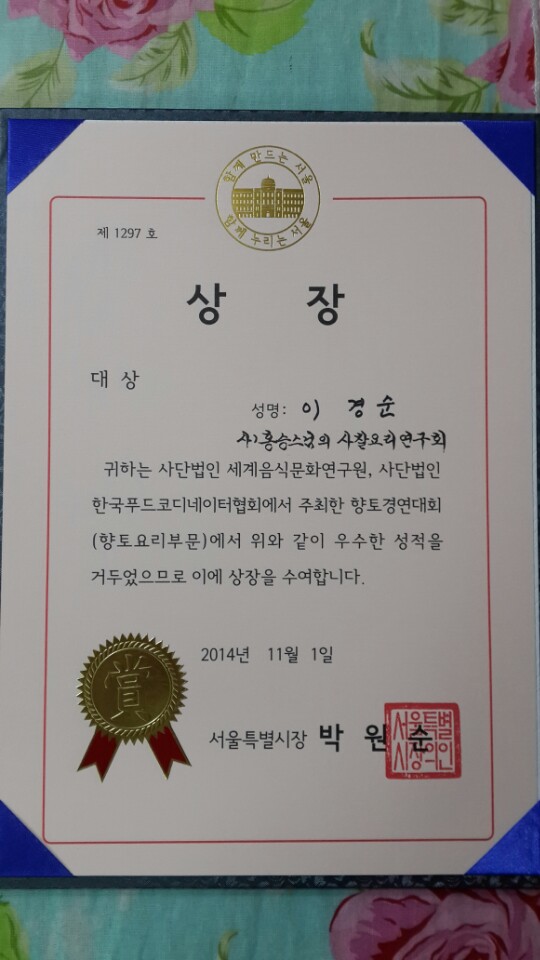 함께 만드는 서울
함께 누리는 서울
제 1297 호
상 장
대 상
성명: 이 경 순
사)홍승스님의 사찰요리연구회
귀하는 사단법인 세계음식문화연구원, 사단법인
한국푸드코디네이터협회에서 주최한 향토경연대회
(향토요리부문)에서 위와 같이 우수한 성적을
거두었으므로 이에 상장을 수여합니다.
2014년 11월 1일
賞
서울특별시장 박 원 순
서울특별
시장의인